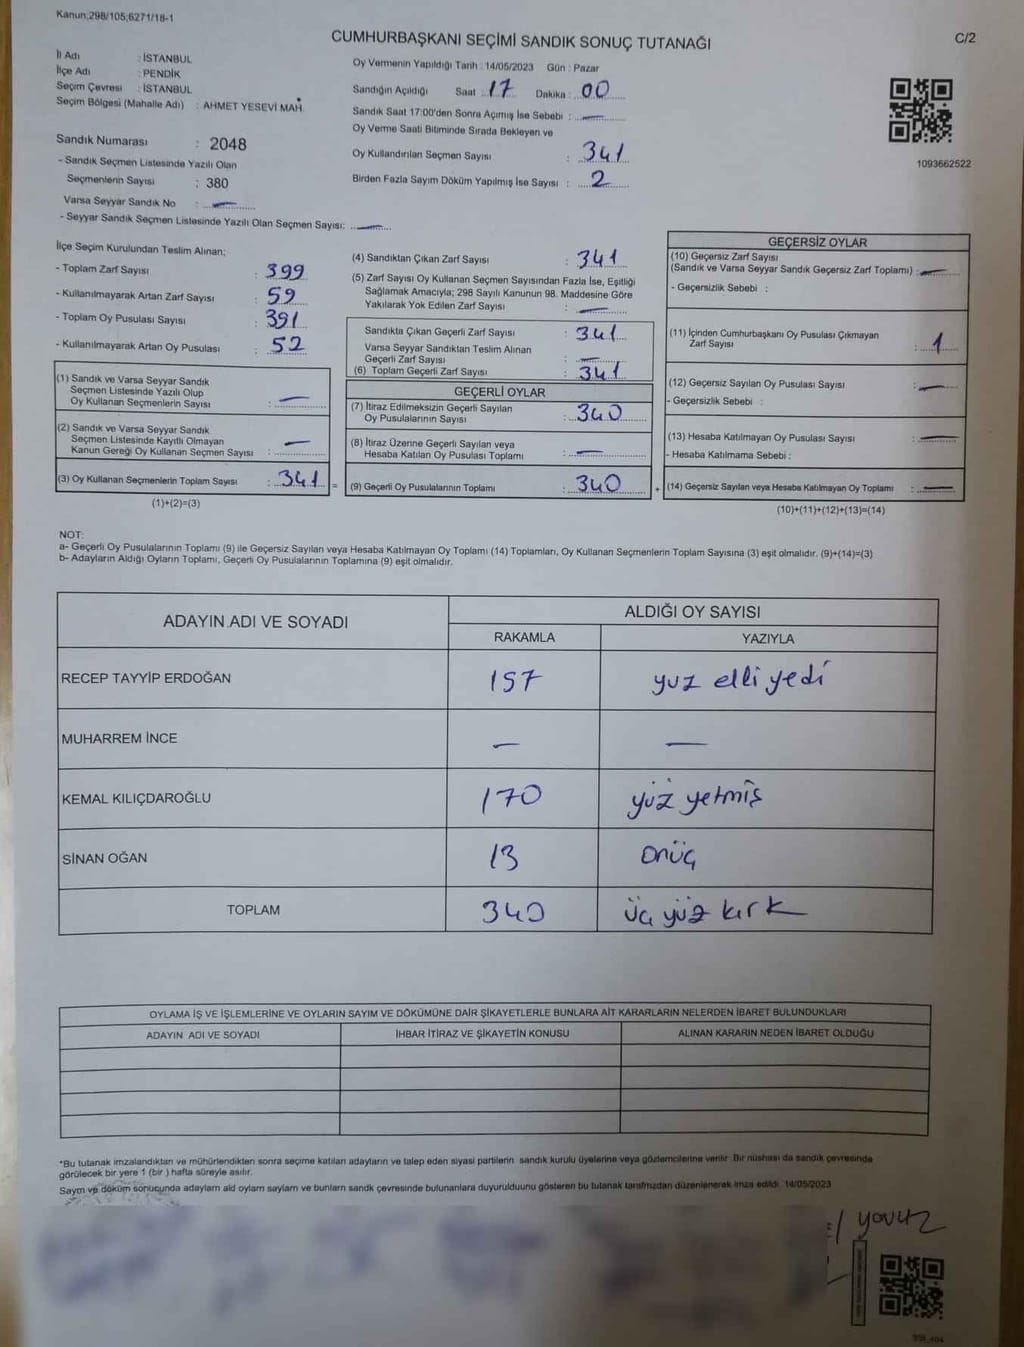 Kanun;298/105;6271/18-1
CUMHURBAŞKANI SEÇİMİ SANDIK SONUÇ TUTANAĞI
C/2
İl Adı : İSTANBUL
İlçe Adı : PENDİK
Seçim Çevresi : İSTANBUL
Seçim Bölgesi (Mahalle Adı) : AHMET YESEVİ MAH.
Sandık Numarası : 2048
- Sandık Seçmen Listesinde Yazılı Olan
Seçmenlerin Sayısı : 380
Varsa Seyyar Sandık No : —
- Seyyar Sandık Seçmen Listesinde Yazılı Olan Seçmen Sayısı: —
Oy Vermenin Yapıldığı Tarih : 14/05/2023 Gün : Pazar
Sandığın Açıldığı Saat : 17 Dakika : 00
Sandık Saat 17:00'den Sonra Açımış İse Sebebi : —
Oy Verme Saati Bitiminde Sırada Bekleyen ve
Oy Kullandırılan Seçmen Sayısı : 341
Birden Fazla Sayım Döküm Yapılmış İse Sayısı : 2
1093662522
İlçe Seçim Kurulundan Teslim Alınan;
- Toplam Zarf Sayısı : 399
- Kullanılmayarak Artan Zarf Sayısı : 59
- Toplam Oy Pusulası Sayısı : 391
- Kullanılmayarak Artan Oy Pusulası : 52
(1) Sandık ve Varsa Seyyar Sandık
Seçmen Listesinde Yazılı Olup
Oy Kullanan Seçmenlerin Sayısı : —
(2) Sandık ve Varsa Seyyar Sandık
Seçmen Listesinde Kayıtlı Olmayan
Kanun Gereği Oy Kullanan Seçmen Sayısı : —
(3) Oy Kullanan Seçmenlerin Toplam Sayısı : 341 =
(1)+(2)=(3)
(4) Sandıktan Çıkan Zarf Sayısı : 341
(5) Zarf Sayısı Oy Kullanan Seçmen Sayısından Fazla İse, Eşitliği
Sağlamak Amacıyla; 298 Sayılı Kanunun 98. Maddesine Göre
Yakılarak Yok Edilen Zarf Sayısı : —
Sandıkta Çıkan Geçerli Zarf Sayısı : 341
Varsa Seyyar Sandıktan Teslim Alınan
Geçerli Zarf Sayısı : —
(6) Toplam Geçerli Zarf Sayısı : 341
GEÇERLİ OYLAR
(7) İtiraz Edilmeksizin Geçerli Sayılan
Oy Pusulalarının Sayısı : 340
(8) İtiraz Üzerine Geçerli Sayılan veya
Hesaba Katılan Oy Pusulası Toplamı : —
(9) Geçerli Oy Pusulalarının Toplamı : 340 +
GEÇERSİZ OYLAR
(10) Geçersiz Zarf Sayısı
(Sandık ve Varsa Seyyar Sandık Geçersiz Zarf Toplamı) : —
- Geçersizlik Sebebi :
(11) İçinden Cumhurbaşkanı Oy Pusulası Çıkmayan
Zarf Sayısı : 1
(12) Geçersiz Sayılan Oy Pusulası Sayısı : —
- Geçersizlik Sebebi :
(13) Hesaba Katılmayan Oy Pusulası Sayısı : —
- Hesaba Katılmama Sebebi :
(14) Geçersiz Sayılan veya Hesaba Katılmayan Oy Toplamı : —
(10)+(11)+(12)+(13)=(14)
NOT:
a- Geçerli Oy Pusulalarının Toplamı (9) ile Geçersiz Sayılan veya Hesaba Katılmayan Oy Toplamı (14) Toplamları, Oy Kullanan Seçmenlerin Toplam Sayısına (3) eşit olmalıdır. (9)+(14)=(3)
b- Adayların Aldığı Oyların Toplamı, Geçerli Oy Pusulalarının Toplamına (9) eşit olmalıdır.
ADAYIN ADI VE SOYADI
ALDIĞI OY SAYISI
RAKAMLA YAZIYLA
RECEP TAYYİP ERDOĞAN 157 yuz elli yedi
MUHARREM İNCE — —
KEMAL KILIÇDAROĞLU 170 yüz yetmiş
SİNAN OĞAN 13 onüç
TOPLAM 340 üç yüz kırk
OYLAMA İŞ VE İŞLEMLERİNE VE OYLARIN SAYIM VE DÖKÜMÜNE DAİR ŞİKAYETLERLE BUNLARA AİT KARARLARIN NELERDEN İBARET BULUNDUKLARI
ADAYIN ADI VE SOYADI İHBAR İTİRAZ VE ŞİKAYETİN KONUSU ALINAN KARARIN NEDEN İBARET OLDUĞU
*Bu tutanak imzalandıktan ve mühürlendikten sonra seçime katılan adayların ve talep eden siyasi partilerin sandık kurulu üyelerine veya gözlemcilerine verilir. Bir nüshası da sandık çevresinde
görülecek bir yere 1 (bir ) hafta süreyle asılır.
Sayım ve döküm sonucunda adaylarn ald oylarn saylarn ve bunlarn sandk çevresinde bulunanlara duyurulduunu gösteren bu tutanak tarafmzdan düzenlenerek imza edildi. 14/05/2023
yavuz